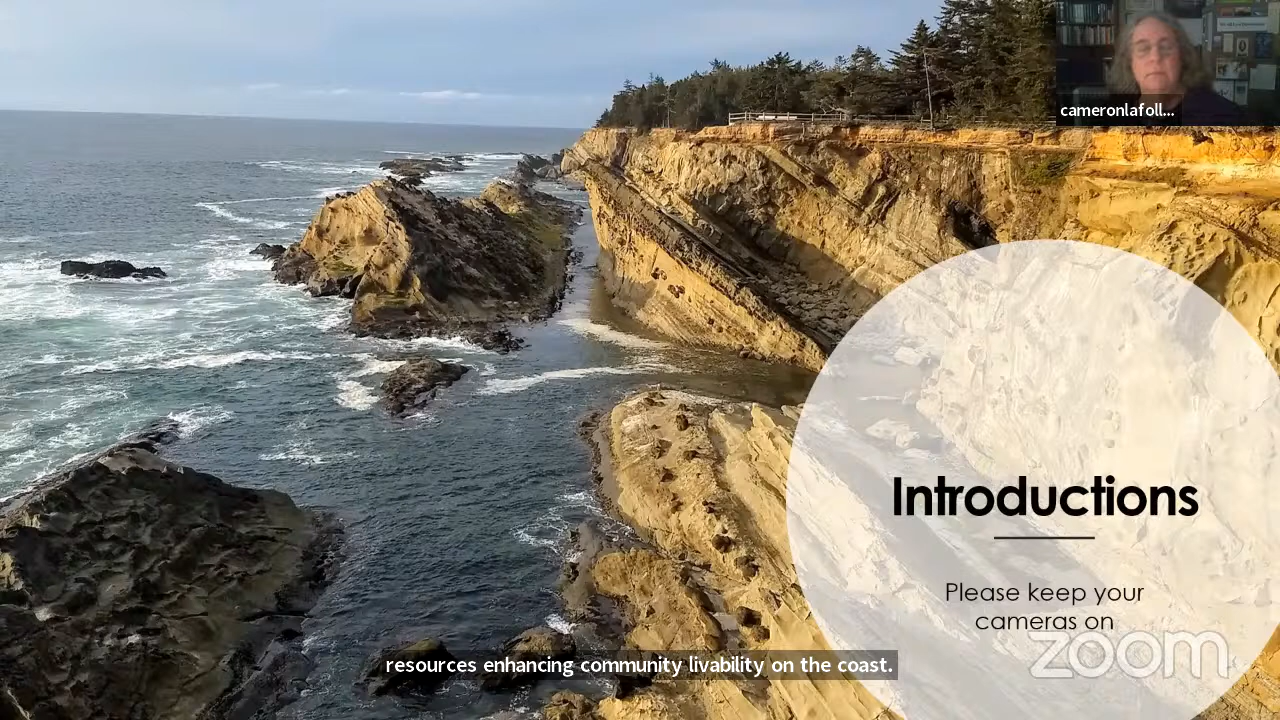 cameronlafoll...
Introductions
Please keep your
cameras on
zoom
resources enhancing community livability on the coast.